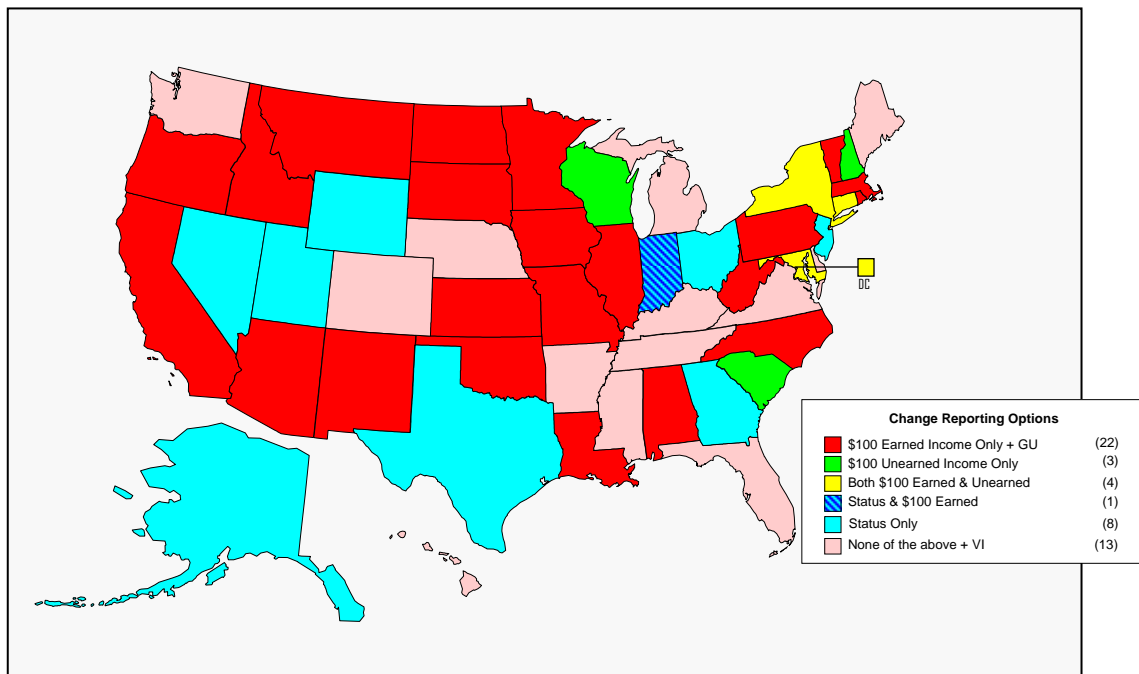 DC
Change Reporting Options
$100 Earned Income Only + GU (22)
$100 Unearned Income Only (3)
Both $100 Earned & Unearned (4)
Status & $100 Earned (1)
Status Only (8)
None of the above + VI (13)